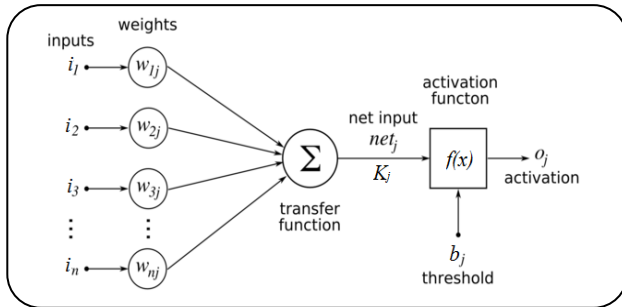 weights
inputs
i1 w1j
activation
functon
i2 w2j
net input
netj
Σ f(x) oj
Kj activation
i3 w3j
transfer
function
⋮ ⋮
bj
in wnj
threshold